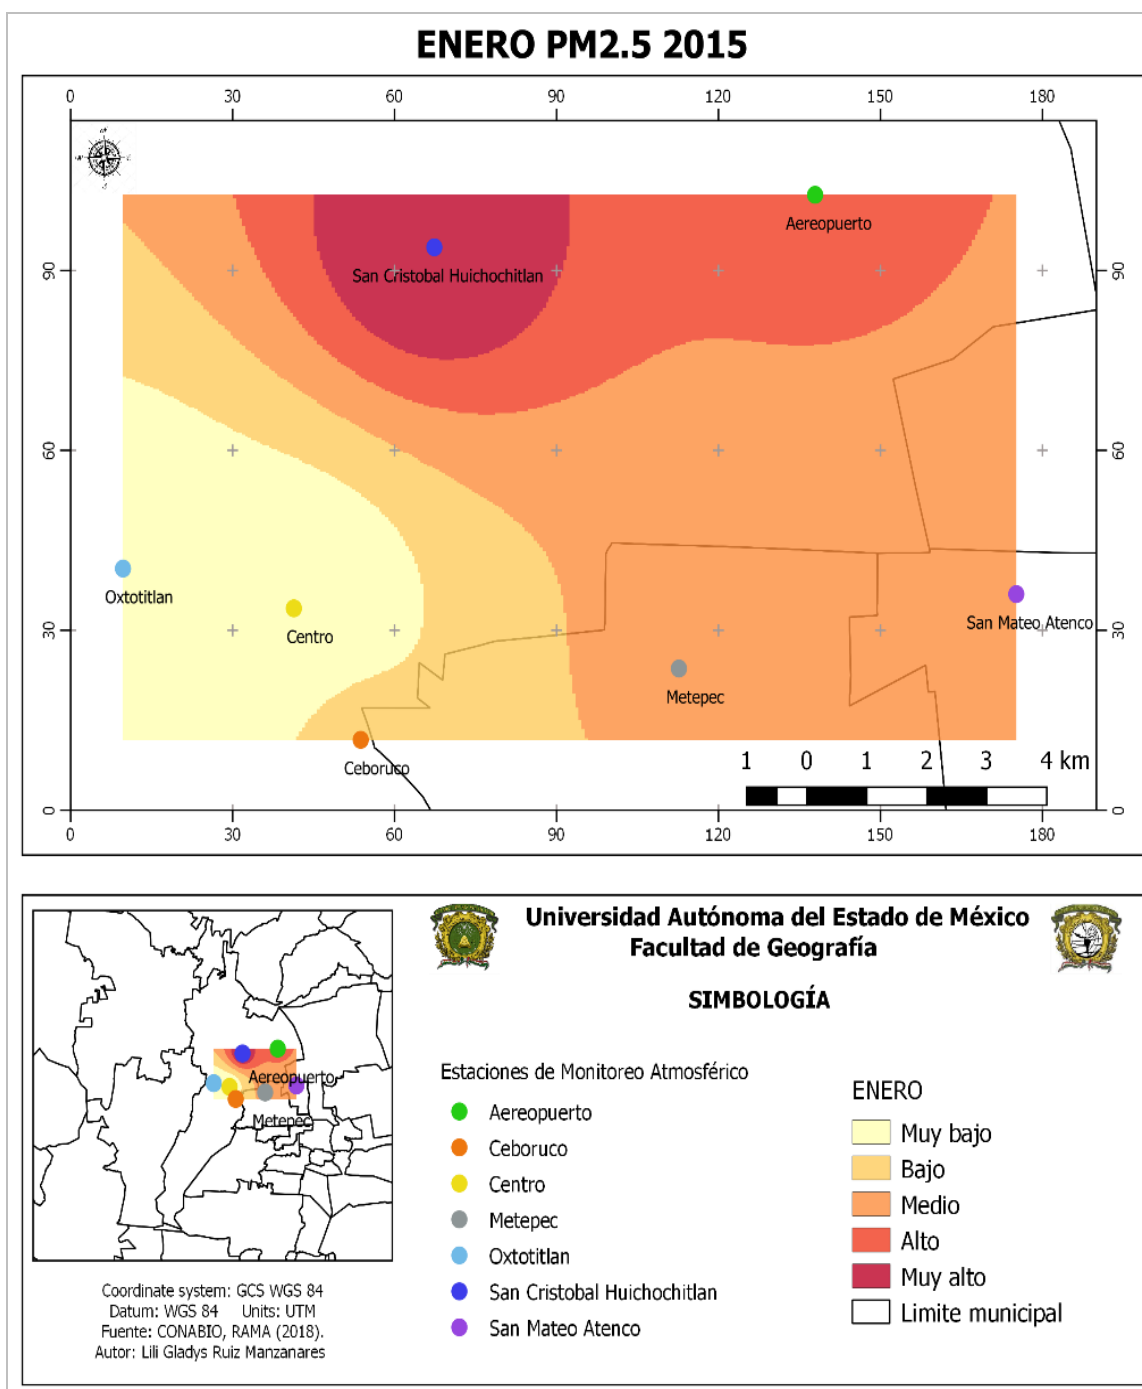 ENERO PM2.5 2015
0 30 60 90 120 150 180
Aereopuerto
San Cristobal Huichochitlan
90 90
60 60
Oxtotitlan
Centro
San Mateo Atenco
30 30
Metepec
Ceboruco
1 0 1 2 3 4 km
0 0
0 30 60 90 120 150 180
Universidad Autónoma del Estado de México
Facultad de Geografía
SIMBOLOGÍA
Aereopuerto
Metepec
Estaciones de Monitoreo Atmosférico
Aereopuerto
Ceboruco
Centro
Metepec
Oxtotitlan
San Cristobal Huichochitlan
San Mateo Atenco
ENERO
Muy bajo
Bajo
Medio
Alto
Muy alto
Limite municipal
Coordinate system: GCS WGS 84
Datum: WGS 84 Units: UTM
Fuente: CONABIO, RAMA (2018).
Autor: Lili Gladys Ruiz Manzanares